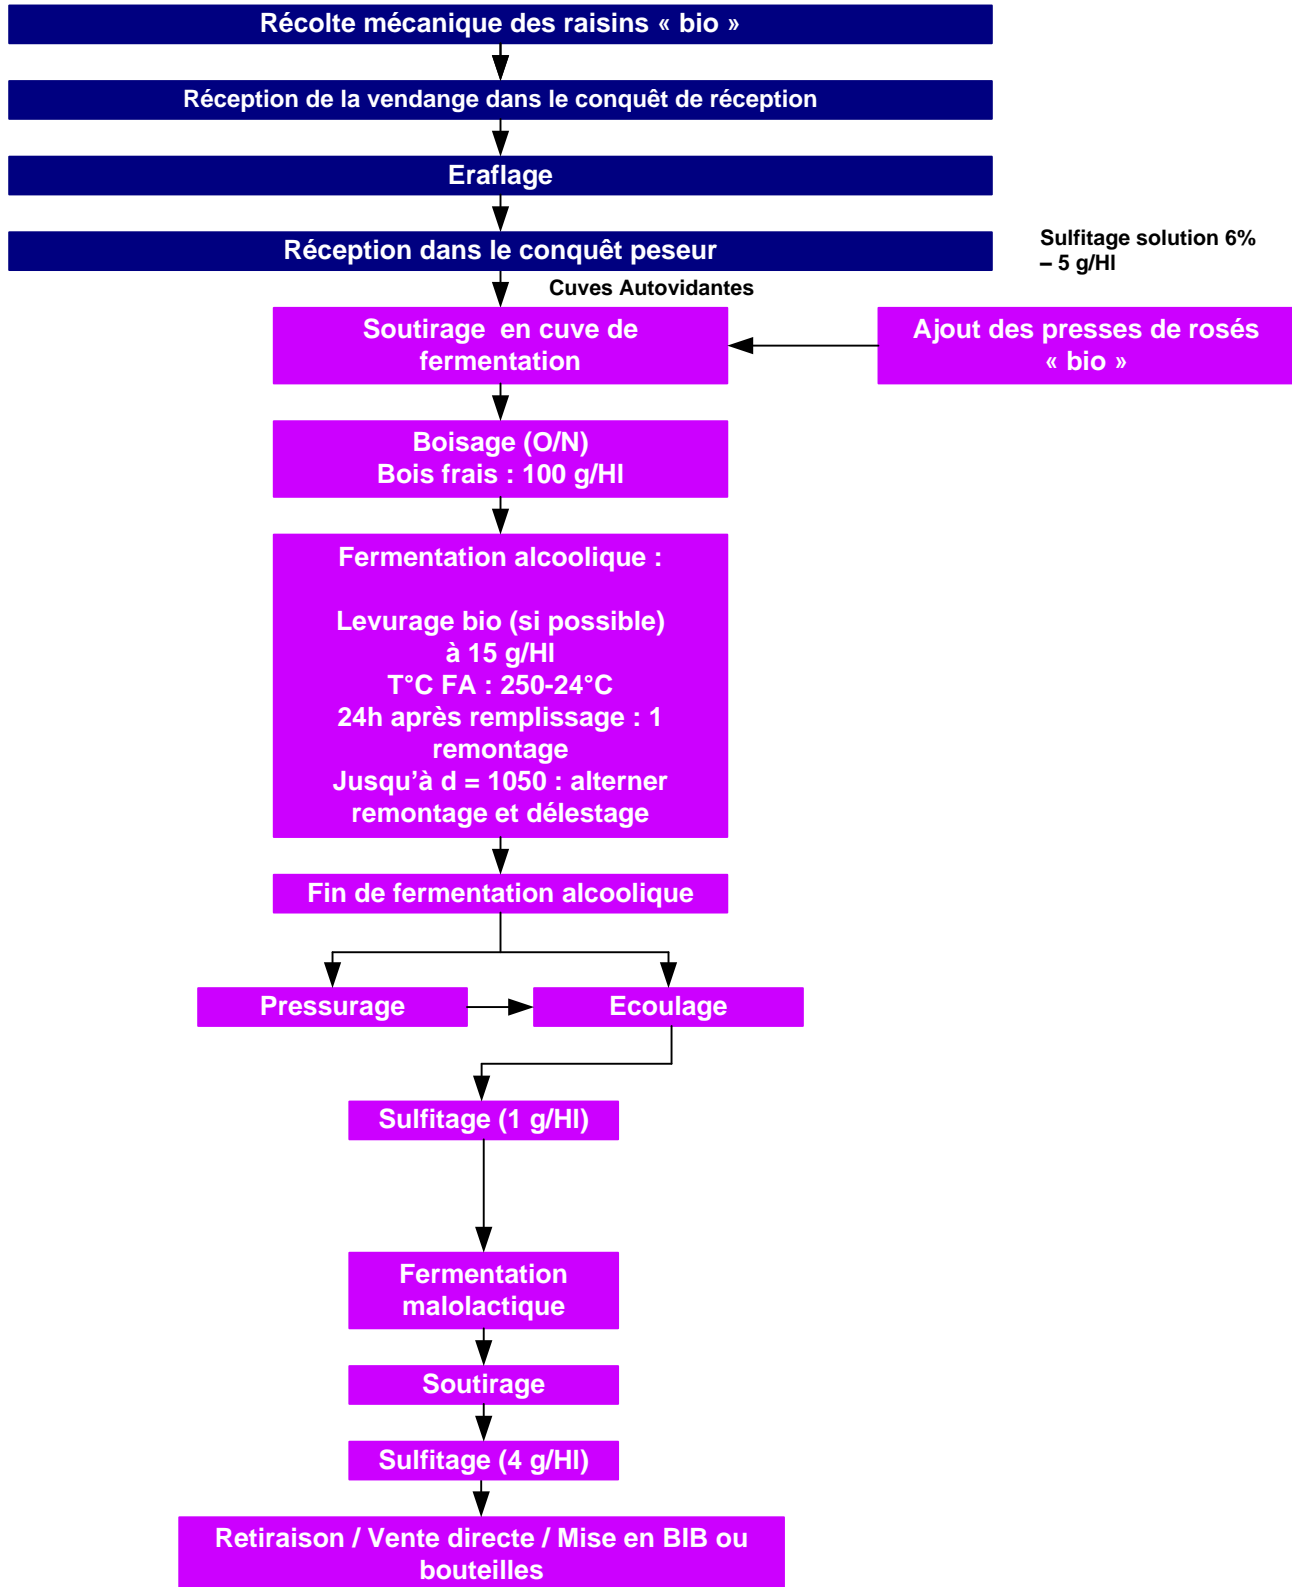 Récolte mécanique des raisins « bio »
Réception de la vendange dans le conquêt de réception
Eraflage
Réception dans le conquêt peseur
Sulfitage solution 6%
– 5 g/Hl
Cuves Autovidantes
Soutirage en cuve de
fermentation
Ajout des presses de rosés
« bio »
Boisage (O/N)
Bois frais : 100 g/Hl
Fermentation alcoolique :
Levurage bio (si possible)
à 15 g/Hl
T°C FA : 250-24°C
24h après remplissage : 1
remontage
Jusqu’à d = 1050 : alterner
remontage et délestage
Fin de fermentation alcoolique
Pressurage
Ecoulage
Sulfitage (1 g/Hl)
Fermentation
malolactique
Soutirage
Sulfitage (4 g/Hl)
Retiraison / Vente directe / Mise en BIB ou
bouteilles